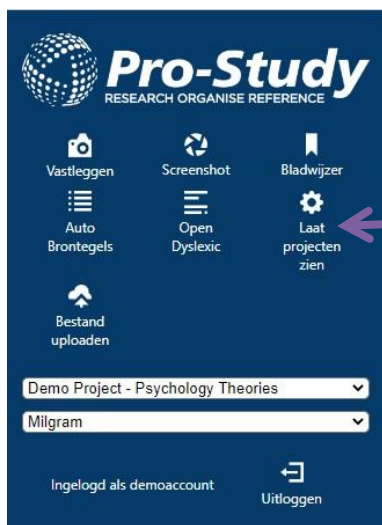 Pro-Study
RESEARCH ORGANISE REFERENCE
Vastleggen
Screenshot
Bladwijzer
Auto
Brontegels
Open
Dyslexic
Laat
projecten
zien
Bestand
uploaden
Demo Project - Psychology Theories
Milgram
Ingelogd als demoaccount
Uitloggen